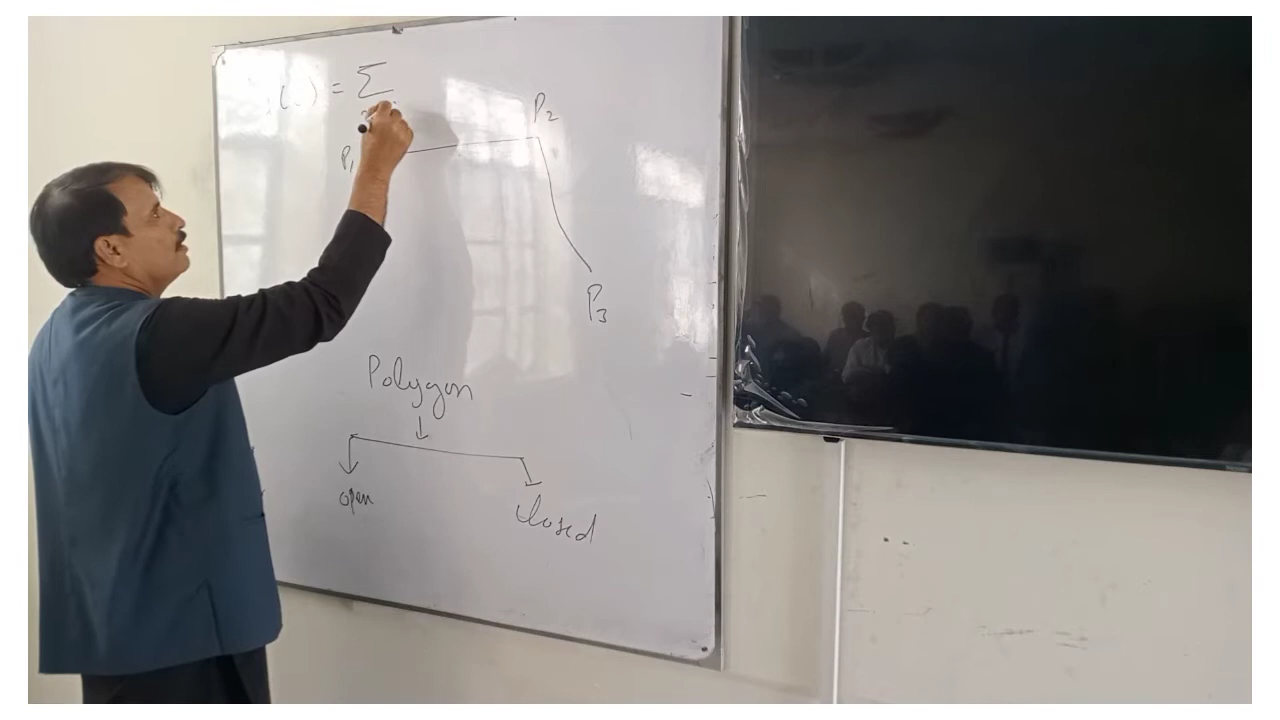 ( ) = Σ
P₂
P₁
P₃
Polygon
open
closed